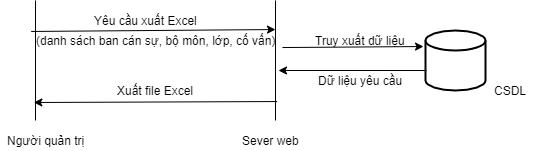 Yêu cầu xuất Excel
(danh sách ban cán sự, bộ môn, lớp, cố vấn)
Truy xuất dữ liệu
Dữ liệu yêu cầu
Xuất file Excel
CSDL
Người quản trị
Sever web